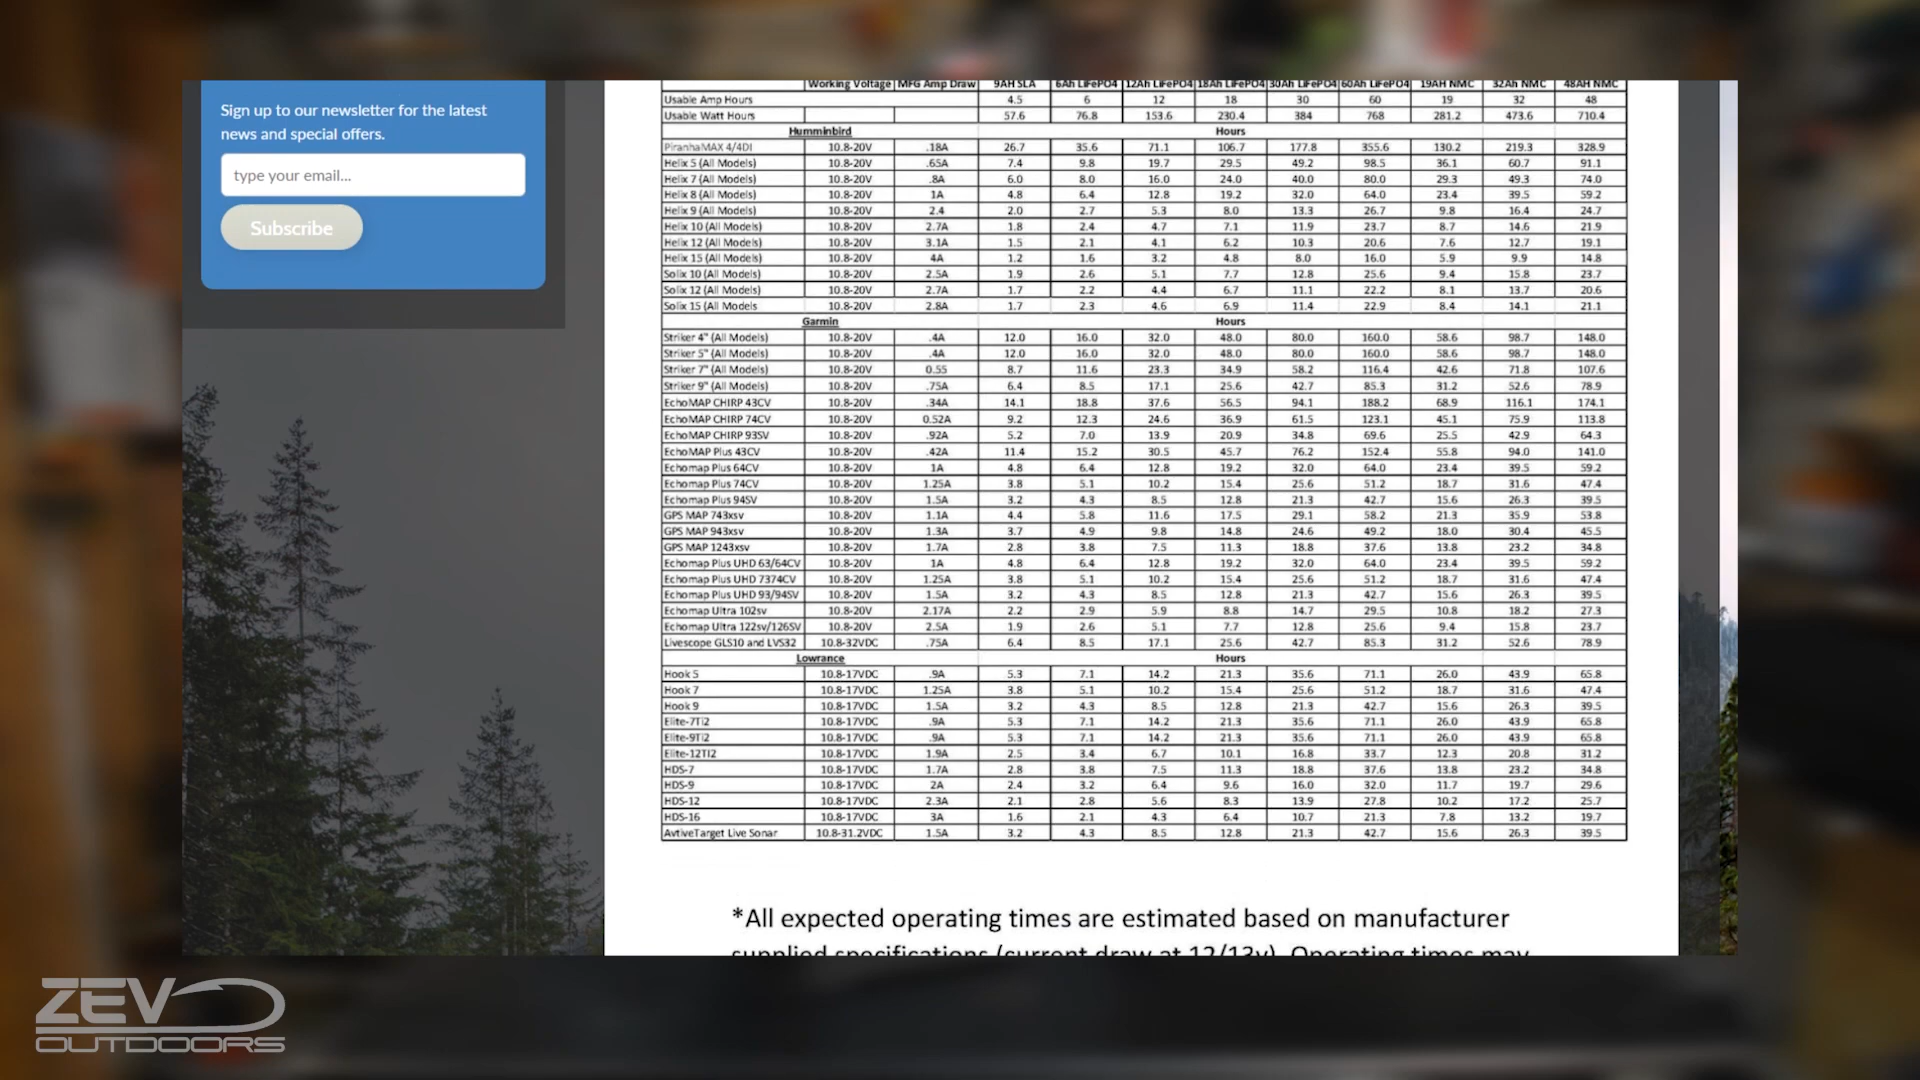 Sign up to our newsletter for the latest
news and special offers.
type your email...
Subscribe
Working Voltage MFG Amp Draw 9AH SLA 6Ah LiFePO4 12Ah LiFePO4 18Ah LiFePO4 30Ah LiFePO4 60Ah LiFePO4 19AH NMC 32Ah NMC 48AH NMC
Usable Amp Hours 4.5 6 12 18 30 60 19 32 48
Usable Watt Hours 57.6 76.8 153.6 230.4 384 768 281.2 473.6 710.4
Humminbird Hours
PiranhaMAX 4/4DI 10.8-20V .18A 26.7 35.6 71.1 106.7 177.8 355.6 130.2 219.3 328.9
Helix 5 (All Models) 10.8-20V .65A 7.4 9.8 19.7 29.5 49.2 98.5 36.1 60.7 91.1
Helix 7 (All Models) 10.8-20V .8A 6.0 8.0 16.0 24.0 40.0 80.0 29.3 49.3 74.0
Helix 8 (All Models) 10.8-20V 1A 4.8 6.4 12.8 19.2 32.0 64.0 23.4 39.5 59.2
Helix 9 (All Models) 10.8-20V 2.4 2.0 2.7 5.3 8.0 13.3 26.7 9.8 16.4 24.7
Helix 10 (All Models) 10.8-20V 2.7A 1.8 2.4 4.7 7.1 11.9 23.7 8.7 14.6 21.9
Helix 12 (All Models) 10.8-20V 3.1A 1.5 2.1 4.1 6.2 10.3 20.6 7.6 12.7 19.1
Helix 15 (All Models) 10.8-20V 4A 1.2 1.6 3.2 4.8 8.0 16.0 5.9 9.9 14.8
Solix 10 (All Models) 10.8-20V 2.5A 1.9 2.6 5.1 7.7 12.8 25.6 9.4 15.8 23.7
Solix 12 (All Models) 10.8-20V 2.7A 1.7 2.2 4.4 6.7 11.1 22.2 8.1 13.7 20.6
Solix 15 (All Models 10.8-20V 2.8A 1.7 2.3 4.6 6.9 11.4 22.9 8.4 14.1 21.1
Garmin Hours
Striker 4" (All Models) 10.8-20V .4A 12.0 16.0 32.0 48.0 80.0 160.0 58.6 98.7 148.0
Striker 5" (All Models) 10.8-20V .4A 12.0 16.0 32.0 48.0 80.0 160.0 58.6 98.7 148.0
Striker 7" (All Models) 10.8-20V 0.55 8.7 11.6 23.3 34.9 58.2 116.4 42.6 71.8 107.6
Striker 9" (All Models) 10.8-20V .75A 6.4 8.5 17.1 25.6 42.7 85.3 31.2 52.6 78.9
EchoMAP CHIRP 43CV 10.8-20V .34A 14.1 18.8 37.6 56.5 94.1 188.2 68.9 116.1 174.1
EchoMAP CHIRP 74CV 10.8-20V 0.52A 9.2 12.3 24.6 36.9 61.5 123.1 45.1 75.9 113.8
EchoMAP CHIRP 93SV 10.8-20V .92A 5.2 7.0 13.9 20.9 34.8 69.6 25.5 42.9 64.3
EchoMAP Plus 43CV 10.8-20V .42A 11.4 15.2 30.5 45.7 76.2 152.4 55.8 94.0 141.0
Echomap Plus 64CV 10.8-20V 1A 4.8 6.4 12.8 19.2 32.0 64.0 23.4 39.5 59.2
Echomap Plus 74CV 10.8-20V 1.25A 3.8 5.1 10.2 15.4 25.6 51.2 18.7 31.6 47.4
Echomap Plus 94SV 10.8-20V 1.5A 3.2 4.3 8.5 12.8 21.3 42.7 15.6 26.3 39.5
GPS MAP 743xsv 10.8-20V 1.1A 4.4 5.8 11.6 17.5 29.1 58.2 21.3 35.9 53.8
GPS MAP 943xsv 10.8-20V 1.3A 3.7 4.9 9.8 14.8 24.6 49.2 18.0 30.4 45.5
GPS MAP 1243xsv 10.8-20V 1.7A 2.8 3.8 7.5 11.3 18.8 37.6 13.8 23.2 34.8
Echomap Plus UHD 63/64CV 10.8-20V 1A 4.8 6.4 12.8 19.2 32.0 64.0 23.4 39.5 59.2
Echomap Plus UHD 7374CV 10.8-20V 1.25A 3.8 5.1 10.2 15.4 25.6 51.2 18.7 31.6 47.4
Echomap Plus UHD 93/94SV 10.8-20V 1.5A 3.2 4.3 8.5 12.8 21.3 42.7 15.6 26.3 39.5
Echomap Ultra 102sv 10.8-20V 2.17A 2.2 2.9 5.9 8.8 14.7 29.5 10.8 18.2 27.3
Echomap Ultra 122sv/126SV 10.8-20V 2.5A 1.9 2.6 5.1 7.7 12.8 25.6 9.4 15.8 23.7
Livescope GLS10 and LVS32 10.8-32VDC .75A 6.4 8.5 17.1 25.6 42.7 85.3 31.2 52.6 78.9
Lowrance Hours
Hook 5 10.8-17VDC .9A 5.3 7.1 14.2 21.3 35.6 71.1 26.0 43.9 65.8
Hook 7 10.8-17VDC 1.25A 3.8 5.1 10.2 15.4 25.6 51.2 18.7 31.6 47.4
Hook 9 10.8-17VDC 1.5A 3.2 4.3 8.5 12.8 21.3 42.7 15.6 26.3 39.5
Elite-7Ti2 10.8-17VDC .9A 5.3 7.1 14.2 21.3 35.6 71.1 26.0 43.9 65.8
Elite-9Ti2 10.8-17VDC .9A 5.3 7.1 14.2 21.3 35.6 71.1 26.0 43.9 65.8
Elite-12TI2 10.8-17VDC 1.9A 2.5 3.4 6.7 10.1 16.8 33.7 12.3 20.8 31.2
HDS-7 10.8-17VDC 1.7A 2.8 3.8 7.5 11.3 18.8 37.6 13.8 23.2 34.8
HDS-9 10.8-17VDC 2A 2.4 3.2 6.4 9.6 16.0 32.0 11.7 19.7 29.6
HDS-12 10.8-17VDC 2.3A 2.1 2.8 5.6 8.3 13.9 27.8 10.2 17.2 25.7
HDS-16 10.8-17VDC 3A 1.6 2.1 4.3 6.4 10.7 21.3 7.8 13.2 19.7
AvtiveTarget Live Sonar 10.8-31.2VDC 1.5A 3.2 4.3 8.5 12.8 21.3 42.7 15.6 26.3 39.5
*All expected operating times are estimated based on manufacturer
supplied specifications (current draw at 12/13v). Operating times may
ZEV
OUTDOORS